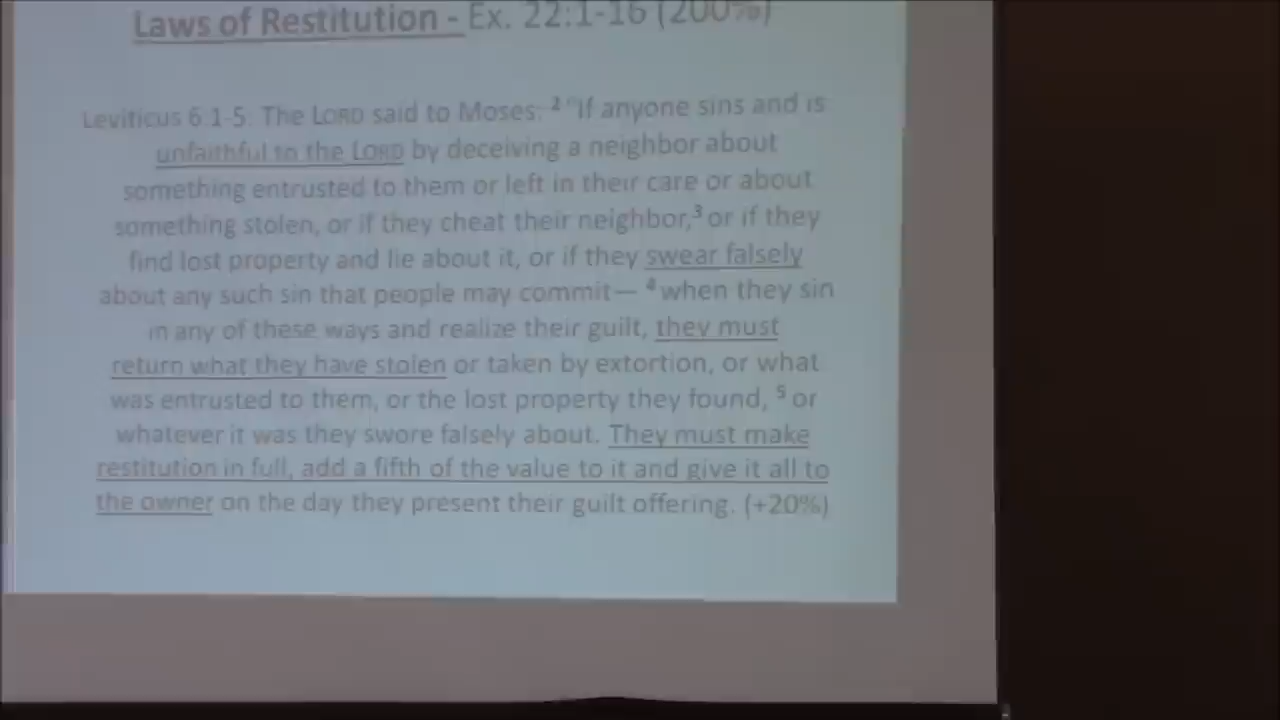 Laws of Restitution - Ex. 22:1-16 (200%)
Leviticus 6:1-5. The LORD said to Moses: 2 "If anyone sins and is
unfaithful to the LORD by deceiving a neighbor about
something entrusted to them or left in their care or about
something stolen, or if they cheat their neighbor,3 or if they
find lost property and lie about it, or if they swear falsely
about any such sin that people may commit— 4 when they sin
in any of these ways and realize their guilt, they must
return what they have stolen or taken by extortion, or what
was entrusted to them, or the lost property they found, 5 or
whatever it was they swore falsely about. They must make
restitution in full, add a fifth of the value to it and give it all to
the owner on the day they present their guilt offering. (+20%)